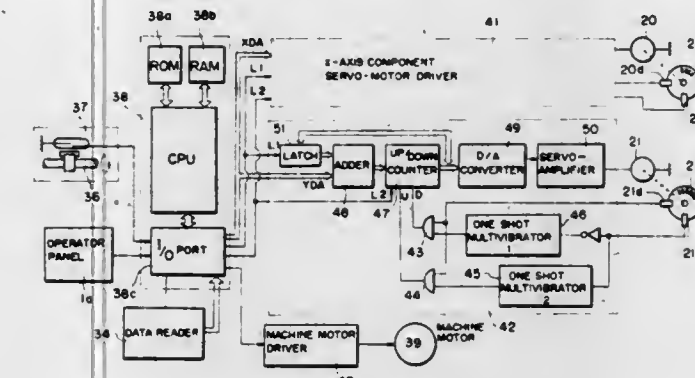 38a 38b 41 20 2
ROM RAM
XDA
L1
L2
z-AXIS COMPONENT
SERVO-MOTOR DRIVER
20d
37 38
CPU
51 49 50 21
L1 LATCH ADDER UP/DOWN COUNTER D/A CONVERTER SERVO-AMPLIFIER
YDA
L2 U D
36 48 47 21d
OPERATOR PANEL
1a
I/O PORT
38c
43 ONE SHOT MULTIVIBRATOR 1 46
21
44 45 ONE SHOT MULTIVIBRATOR 2
34 DATA READER
42
MACHINE MOTOR DRIVER
39
MACHINE MOTOR